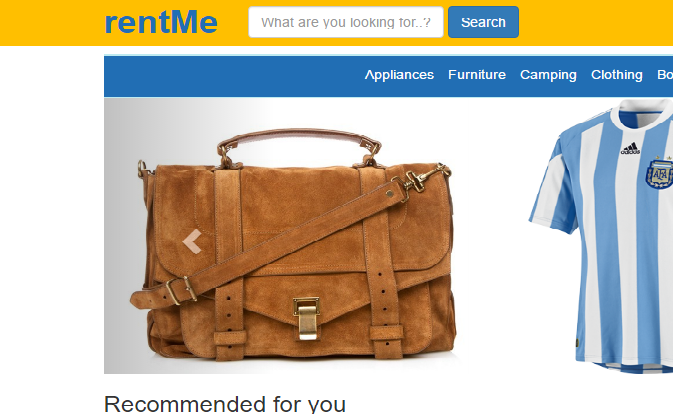 rentMe
What are you looking for..?
Search
Appliances Furniture Camping Clothing Bo
adidas
AFA
Recommended for you